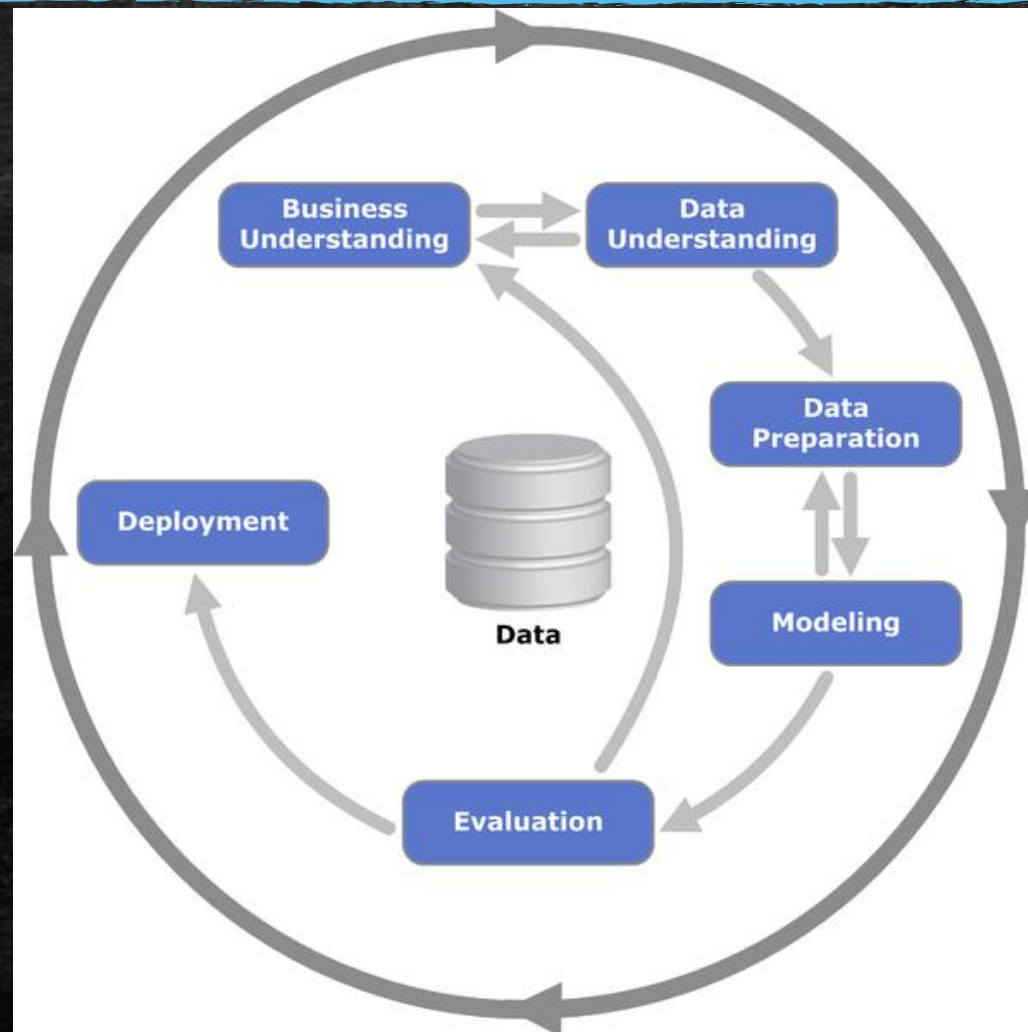 Business
Understanding
Data
Understanding
Data
Preparation
Deployment
Data
Modeling
Evaluation